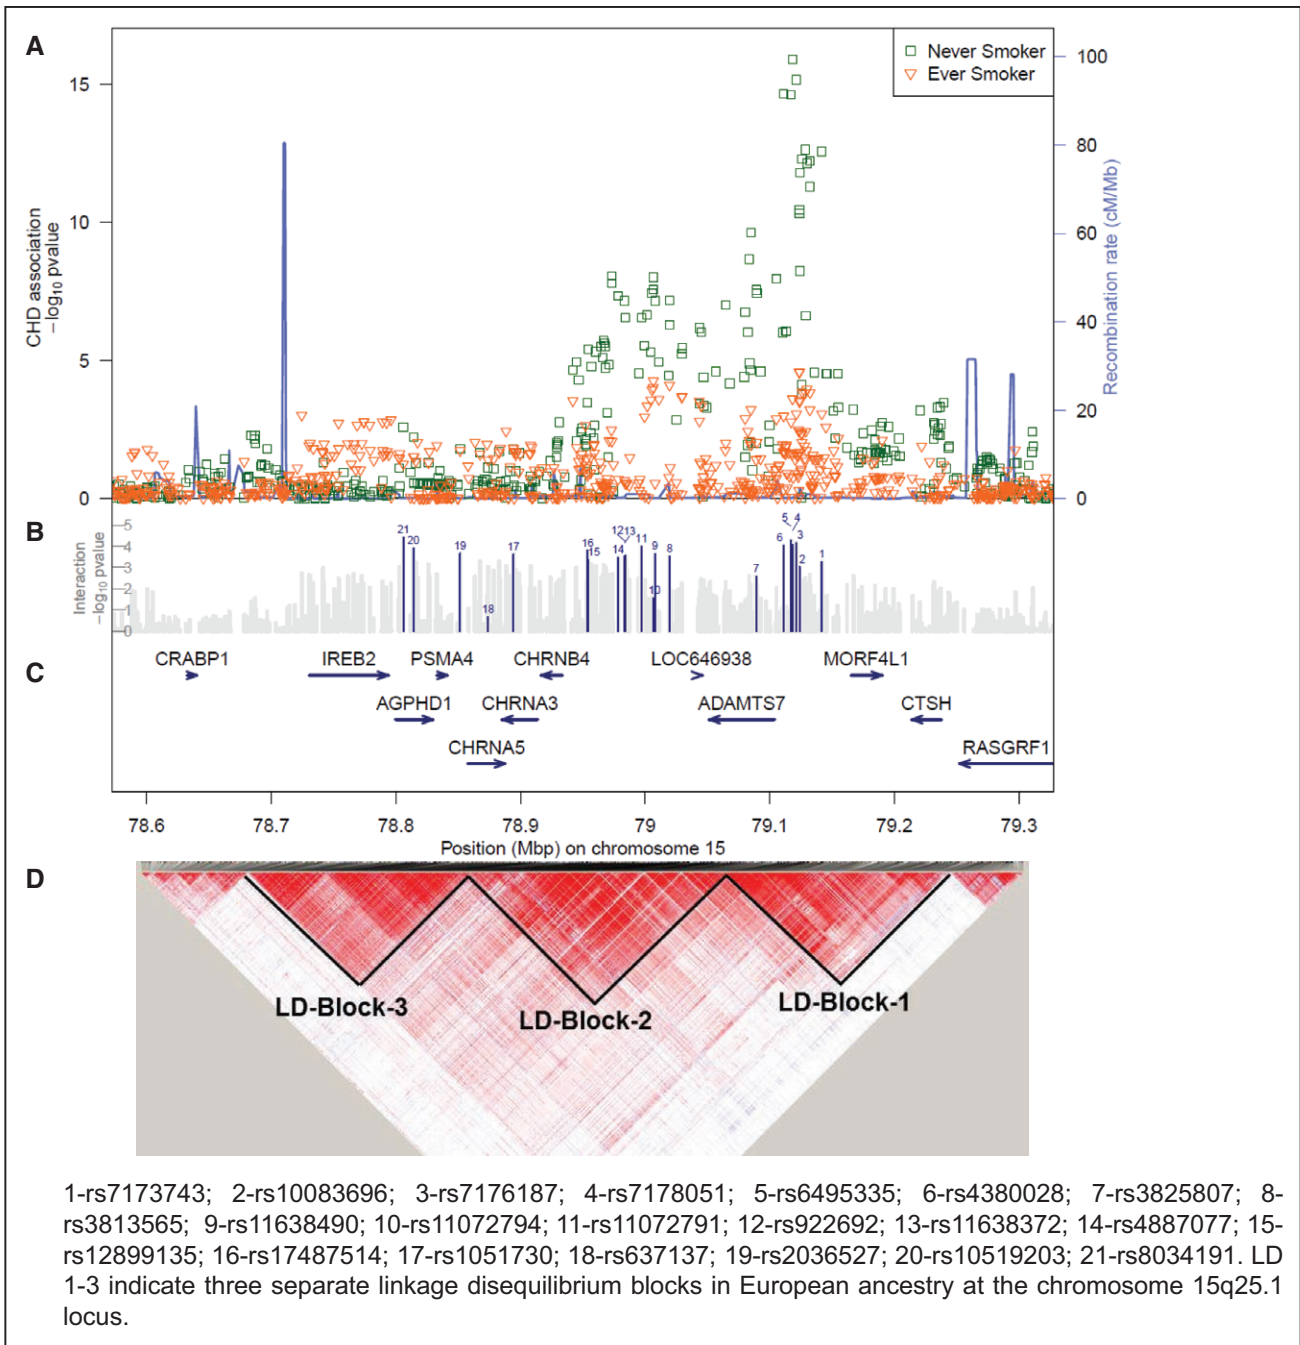 A
Never Smoker
Ever Smoker
CHD association
−log10 pvalue
15
10
5
0
100
80
60
40
20
0
Recombination rate (cM/Mb)
B
Interaction
−log10 pvalue
5
4
3
2
1
0
21
20
19
18
17
16
15
14
12
13
11
10
9
8
7
6
5
4
3
2
1
C
CRABP1 IREB2 PSMA4 CHRNB4 LOC646938 MORF4L1
AGPHD1 CHRNA3 ADAMTS7 CTSH
CHRNA5 RASGRF1
78.6 78.7 78.8 78.9 79 79.1 79.2 79.3
Position (Mbp) on chromosome 15
D
LD-Block-3 LD-Block-2 LD-Block-1
1-rs7173743; 2-rs10083696; 3-rs7176187; 4-rs7178051; 5-rs6495335; 6-rs4380028; 7-rs3825807; 8-
rs3813565; 9-rs11638490; 10-rs11072794; 11-rs11072791; 12-rs922692; 13-rs11638372; 14-rs4887077; 15-
rs12899135; 16-rs17487514; 17-rs1051730; 18-rs637137; 19-rs2036527; 20-rs10519203; 21-rs8034191. LD
1-3 indicate three separate linkage disequilibrium blocks in European ancestry at the chromosome 15q25.1
locus.